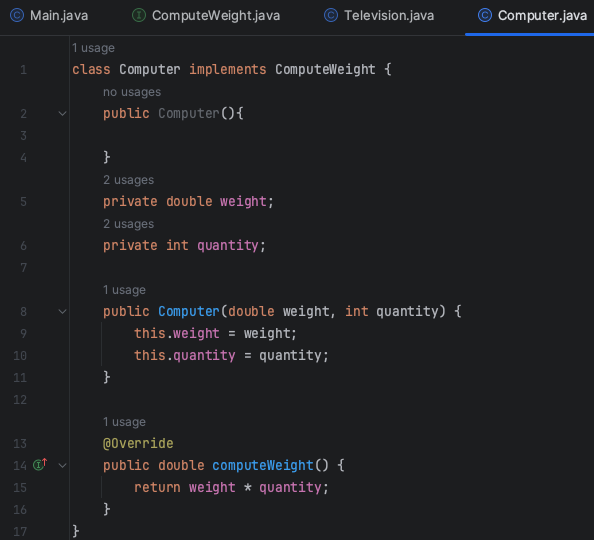 Main.java ComputeWeight.java Television.java Computer.java
1 usage
1 class Computer implements ComputeWeight {
no usages
2 public Computer(){
3
4 }
2 usages
5 private double weight;
2 usages
6 private int quantity;
7
1 usage
8 public Computer(double weight, int quantity) {
9 this.weight = weight;
10 this.quantity = quantity;
11 }
12
1 usage
13 @Override
14 public double computeWeight() {
15 return weight * quantity;
16 }
17 }